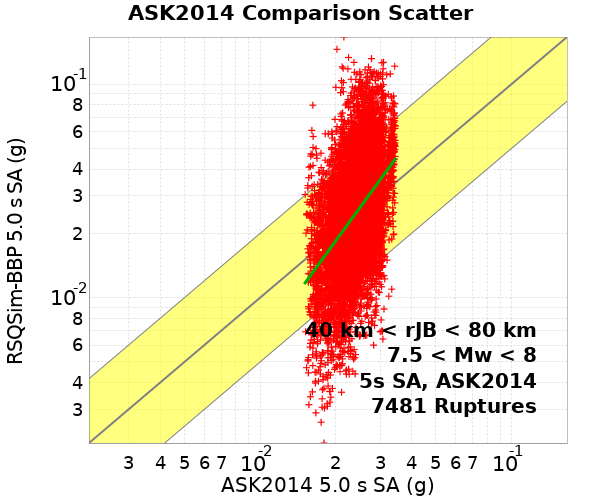 ASK2014 Comparison Scatter
RSQSim-BBP 5.0 s SA (g)
10-1
8
6
4
3
2
10-2
8
6
4
3
40 km < rJB < 80 km
7.5 < Mw < 8
5s SA, ASK2014
7481 Ruptures
3 4 5 6 7 10-2 2 3 4 5 6 7 10-1
ASK2014 5.0 s SA (g)